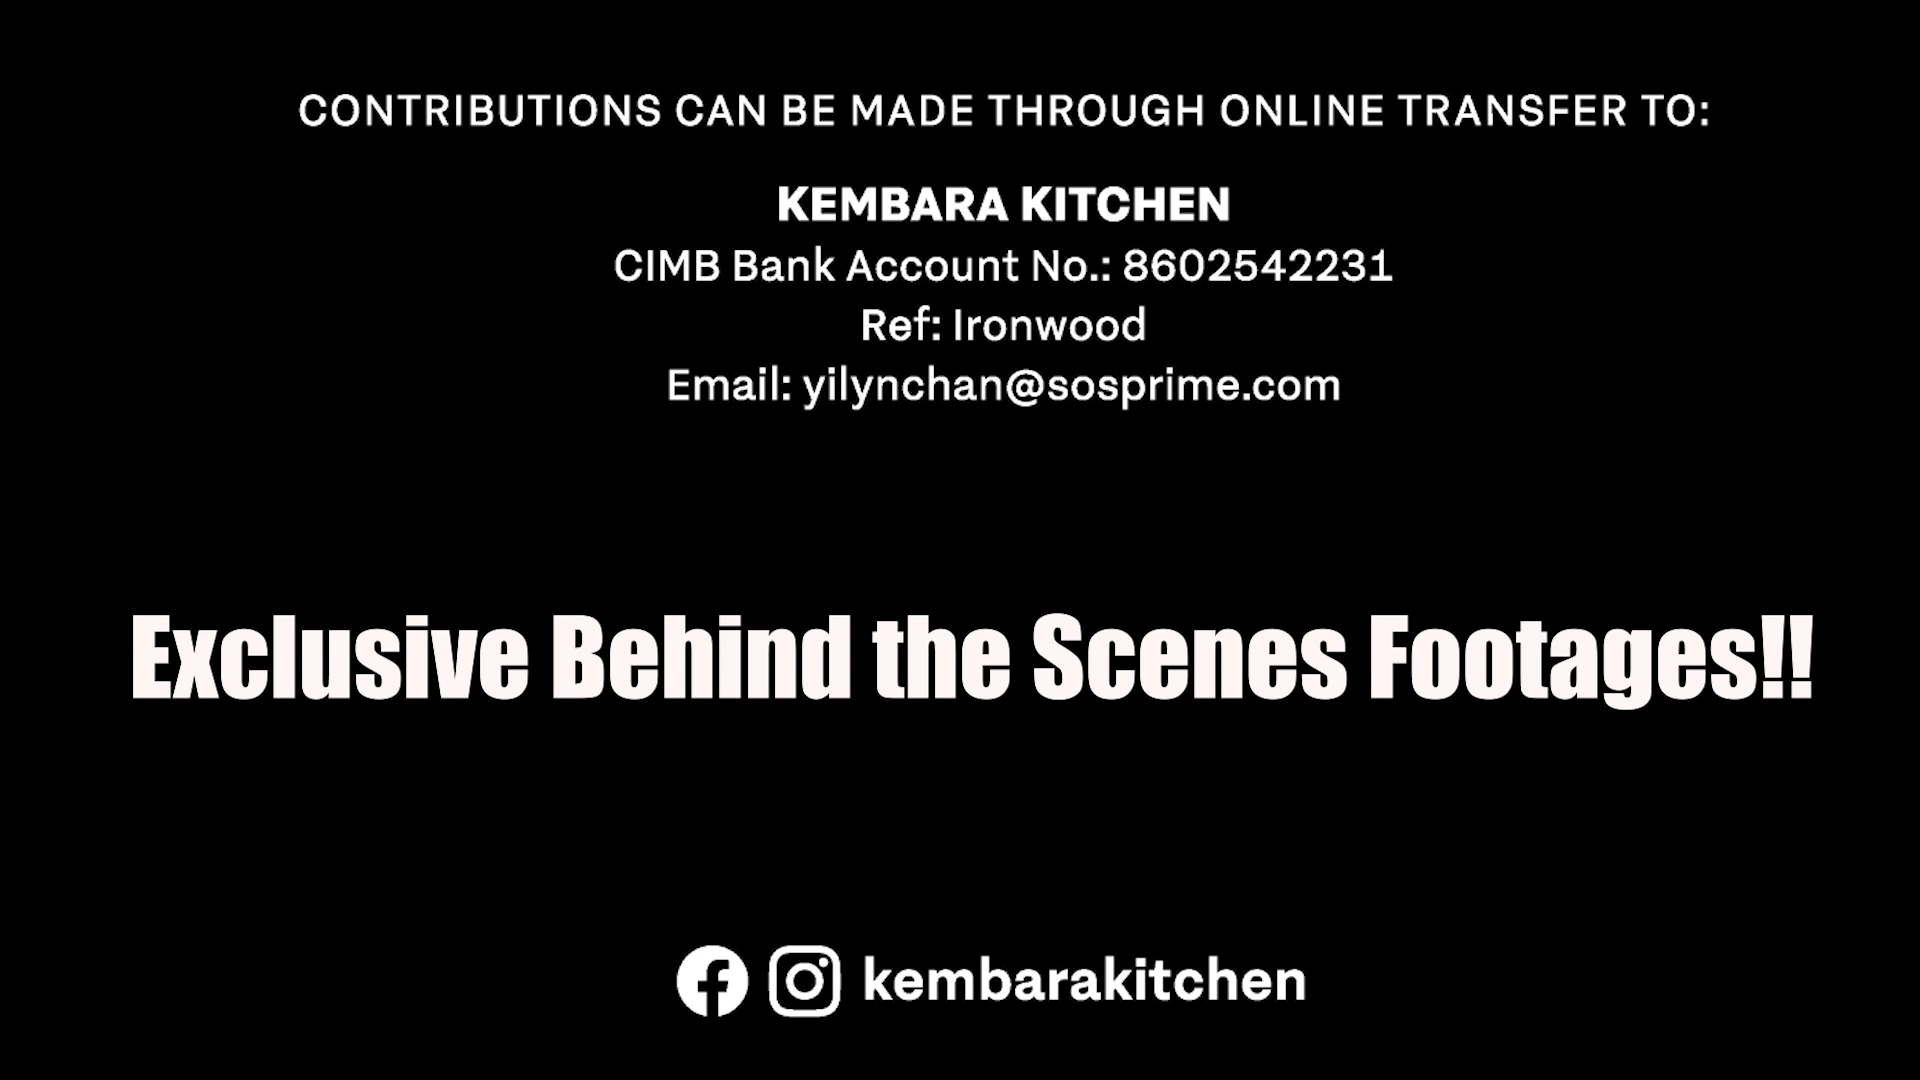 CONTRIBUTIONS CAN BE MADE THROUGH ONLINE TRANSFER TO:
KEMBARA KITCHEN
CIMB Bank Account No.: 8602542231
Ref: Ironwood
Email: yilynchan@sosprime.com
Exclusive Behind the Scenes Footages!!
kembarakitchen